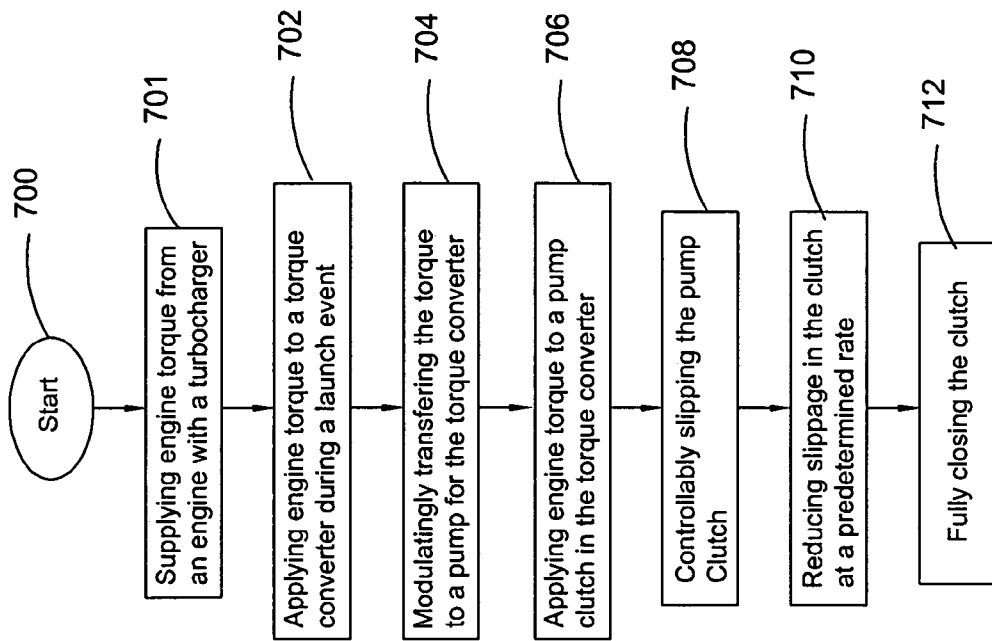 Start
700
Supplying engine torque from
an engine with a turbocharger
701
Applying engine torque to a torque
converter during a launch event
702
Modulatingly transfering the torque
to a pump for the torque converter
704
Applying engine torque to a pump
clutch in the torque converter
706
Controllably slipping the pump
Clutch
708
Reducing slippage in the clutch
at a predetermined rate
710
Fully closing the clutch
712